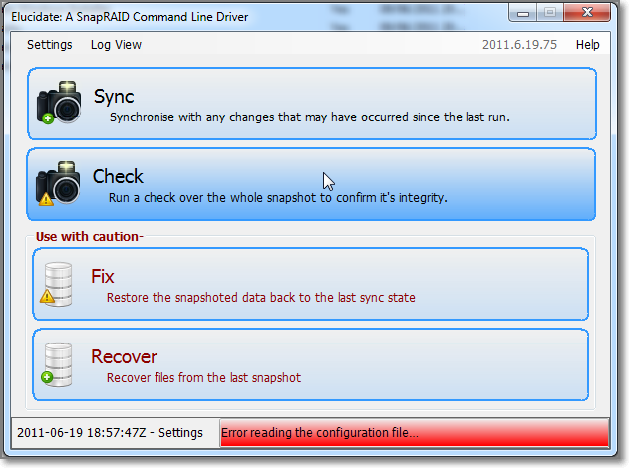 Elucidate: A SnapRAID Command Line Driver
Settings Log View 2011.6.19.75 Help
Sync
Synchronise with any changes that may have occurred since the last run.
Check
Run a check over the whole snapshot to confirm it's integrity.
Use with caution-
Fix
Restore the snapshoted data back to the last sync state
Recover
Recover files from the last snapshot
2011-06-19 18:57:47Z - Settings Error reading the configuration file...